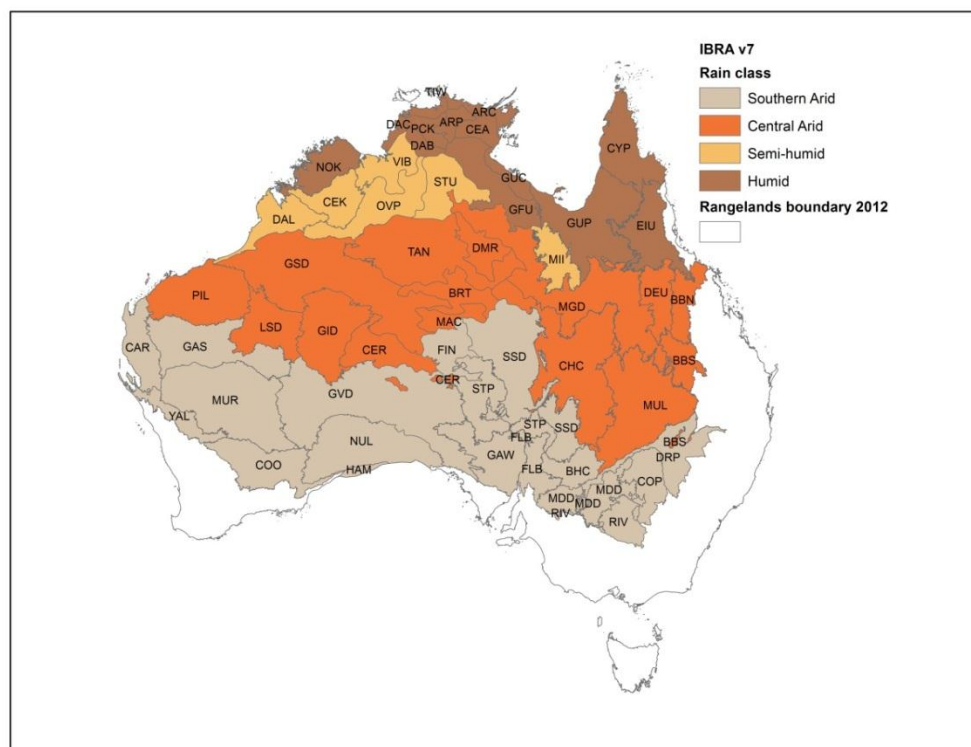 IBRA v7
Rain class
Southern Arid
Central Arid
Semi-humid
Humid
Rangelands boundary 2012
TIW
ARC
DAC
PCK
ARP
CEA
DAB
NOK
VIB
CYP
STU
GUC
CEK
OVP
GFU
GUP
EIU
DAL
TAN
DMR
MII
GSD
PIL
BRT
MGD
DEU
BBN
LSD
GID
MAC
CAR
GAS
CER
FIN
SSD
CHC
BBS
CER
STP
GVD
MUR
MUL
YAL
STP
SSD
NUL
FLB
BBS
GAW
DRP
COO
HAM
FLB
BHC
COP
MDD
MDD
MDD
RIV
RIV